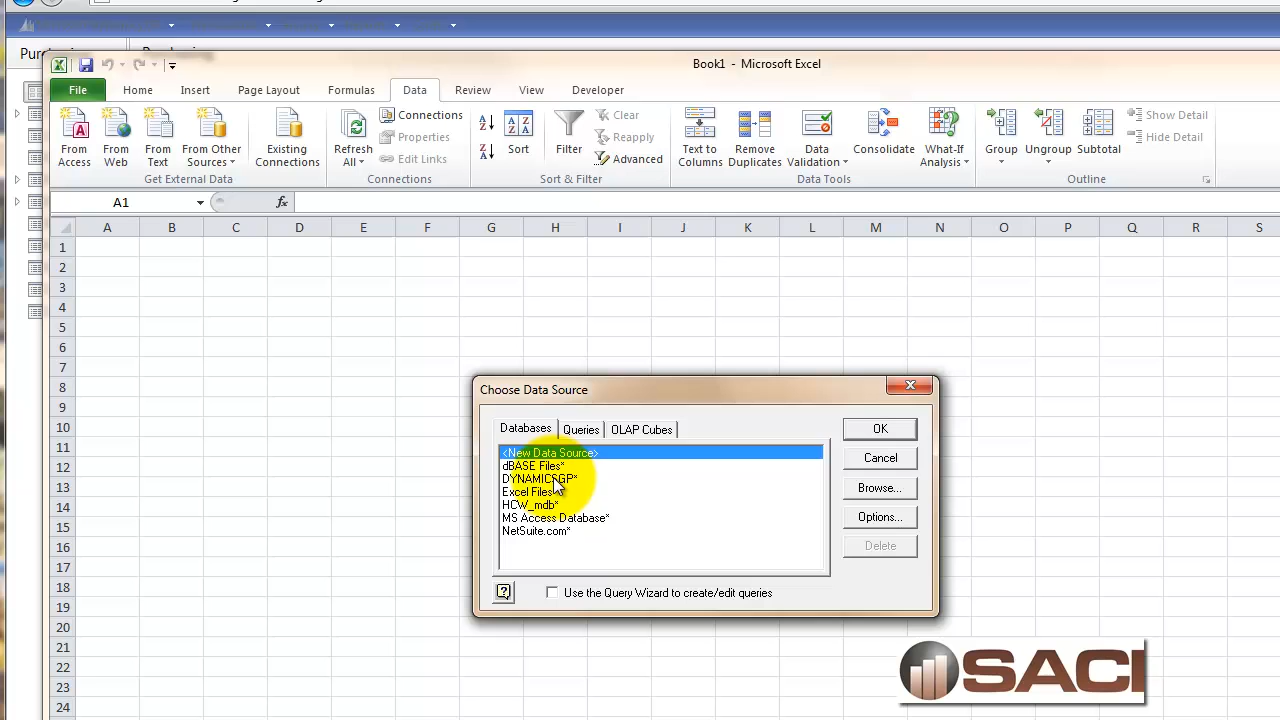 Book1 - Microsoft Excel
File Home Insert Page Layout Formulas Data Review View Developer
From Access
From Web
From Text
From Other Sources
Existing Connections
Get External Data
Refresh All
Connections
Properties
Edit Links
Connections
Sort
Filter
Clear
Reapply
Advanced
Sort & Filter
Text to Columns
Remove Duplicates
Data Validation
Consolidate
What-If Analysis
Data Tools
Group
Ungroup
Subtotal
Show Detail
Hide Detail
Outline
A1 fx
A B C D E F G H I J K L M N O P Q R S
1
2
3
4
5
6
7
8
9
10
11
12
13
14
15
16
17
18
19
20
21
22
23
24
Choose Data Source
Databases Queries OLAP Cubes
<New Data Source>
dBASE Files*
DYNAMICSGP*
Excel Files
HCW_mdb*
MS Access Database*
NetSuite.com*
OK
Cancel
Browse...
Options...
Delete
Use the Query Wizard to create/edit queries
SACI